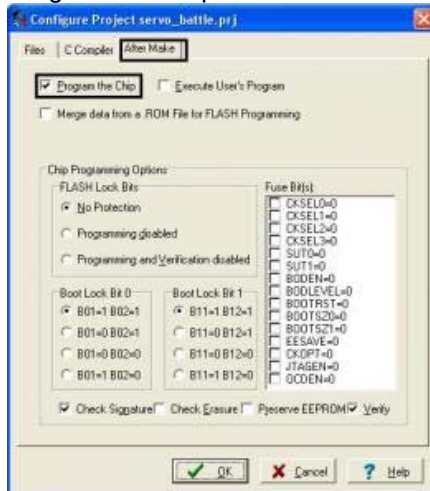 Configure Project servo_battle.prj
Files C Compiler After Make
Program the Chip Execute User's Program
Merge data from a .ROM File for FLASH Programming
Chip Programming Options
FLASH Lock Bits
No Protection
Programming disabled
Programming and Verification disabled
Boot Lock Bit 0
B01=1 B02=1
B01=0 B02=1
B01=0 B02=0
B01=1 B02=0
Boot Lock Bit 1
B11=1 B12=1
B11=0 B12=1
B11=1 B12=0
B11=0 B12=0
Fuse Bit(s):
CKSEL0=0
CKSEL1=0
CKSEL2=0
CKSEL3=0
SUT0=0
SUT1=0
BODEN=0
BODLEVEL=0
BOOTRST=0
BOOTSZ0=0
BOOTSZ1=0
EESAVE=0
CKOPT=0
JTAGEN=0
OCDEN=0
Check Signature Check Erasure Preserve EEPROM Verify
OK Cancel Help